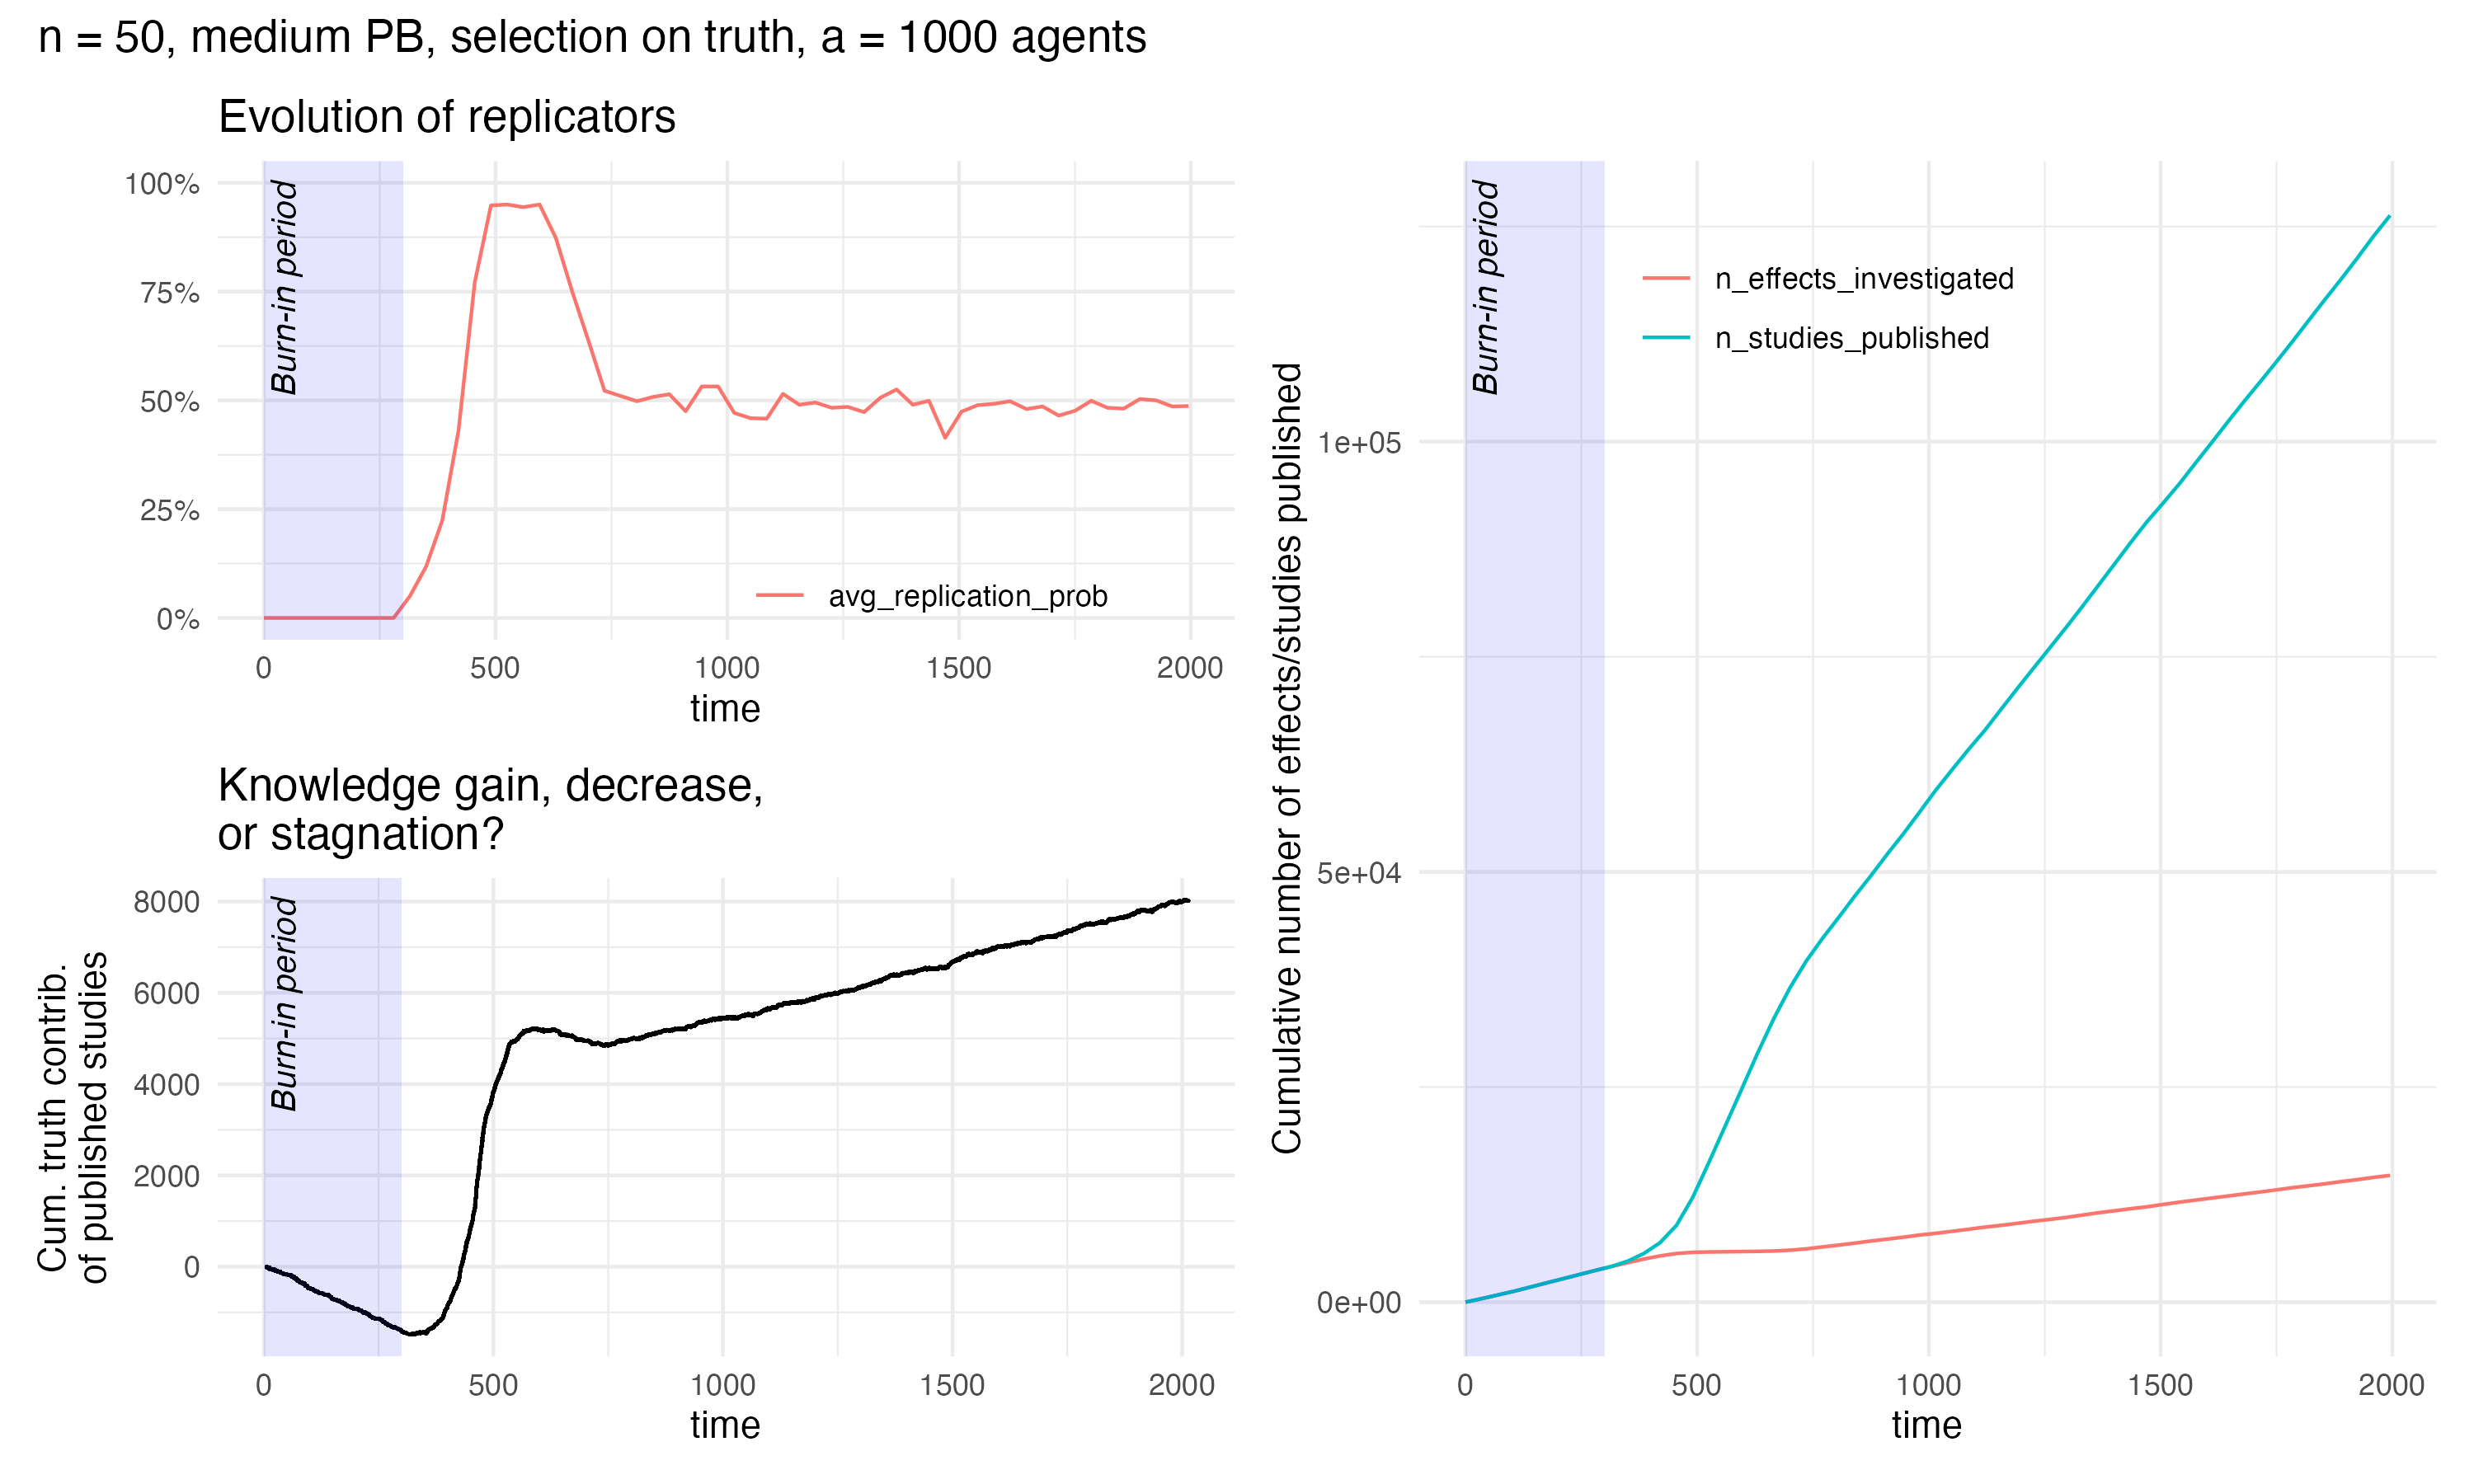 n = 50, medium PB, selection on truth, a = 1000 agents
Evolution of replicators
100%
75%
50%
25%
0%
Burn-in period
avg_replication_prob
0 500 1000 1500 2000
time
Knowledge gain, decrease,
or stagnation?
Cum. truth contrib.
of published studies
8000
6000
4000
2000
0
Burn-in period
0 500 1000 1500 2000
time
Cumulative number of effects/studies published
1e+05
5e+04
0e+00
Burn-in period
n_effects_investigated
n_studies_published
0 500 1000 1500 2000
time